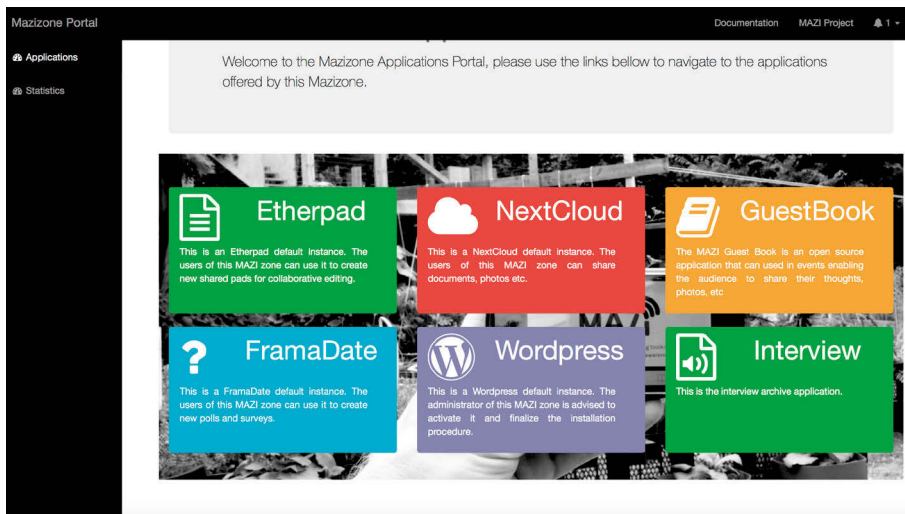 Mazizone Portal
Documentation
MAZI Project
1
Applications
Statistics
Welcome to the Mazizone Applications Portal, please use the links bellow to navigate to the applications
offered by this Mazizone.
Etherpad
This is an Etherpad default instance. The
users of this MAZI zone can use it to create
new shared pads for collaborative editing.
NextCloud
This is a NextCloud default instance. The
users of this MAZI zone can share
documents, photos etc.
GuestBook
The MAZI Guest Book is an open source
application that can used in events enabling
the audience to share their thoughts,
photos, etc
MAZI
FramaDate
This is a FramaDate default instance. The
users of this MAZI zone can use it to create
new polls and surveys.
Wordpress
This is a Wordpress default instance. The
administrator of this MAZI zone is advised to
activate it and finalize the installation
procedure.
Interview
This is the interview archive application.